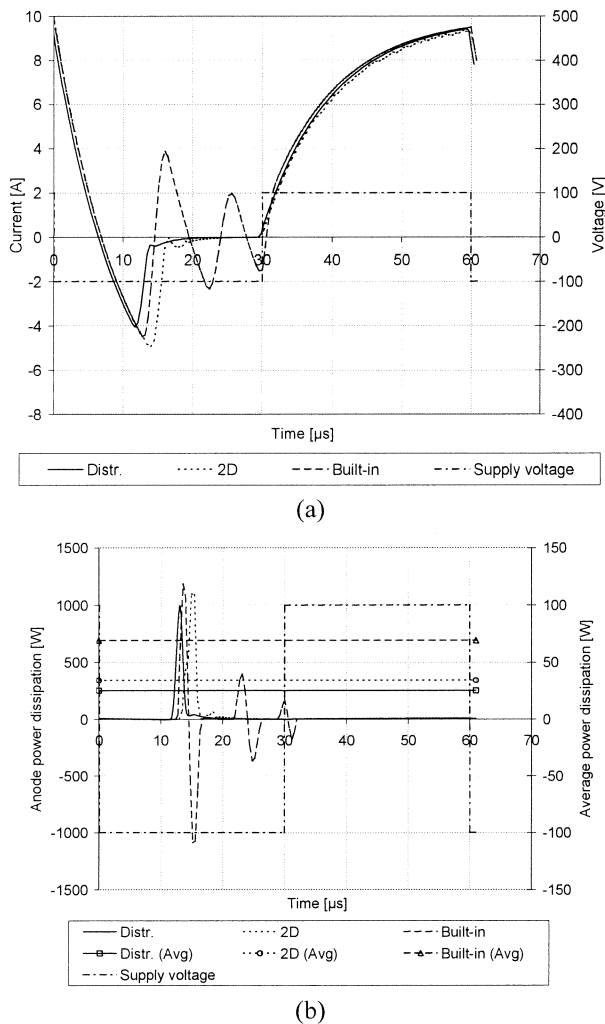 10
8
6
4
2
0
-2
-4
-6
-8
Current [A]
500
400
300
200
100
0
-100
-200
-300
-400
Voltage [V]
0 10 20 30 40 50 60 70
Time [µs]
Distr. 2D Built-in Supply voltage
(a)
1500
1000
500
0
-500
-1000
-1500
Anode power dissipation [W]
150
100
50
0
-50
-100
-150
Average power dissipation [W]
0 10 20 30 40 50 60 70
Time [µs]
Distr. 2D Built-in
Distr. (Avg) 2D (Avg) Built-in (Avg)
Supply voltage
(b)